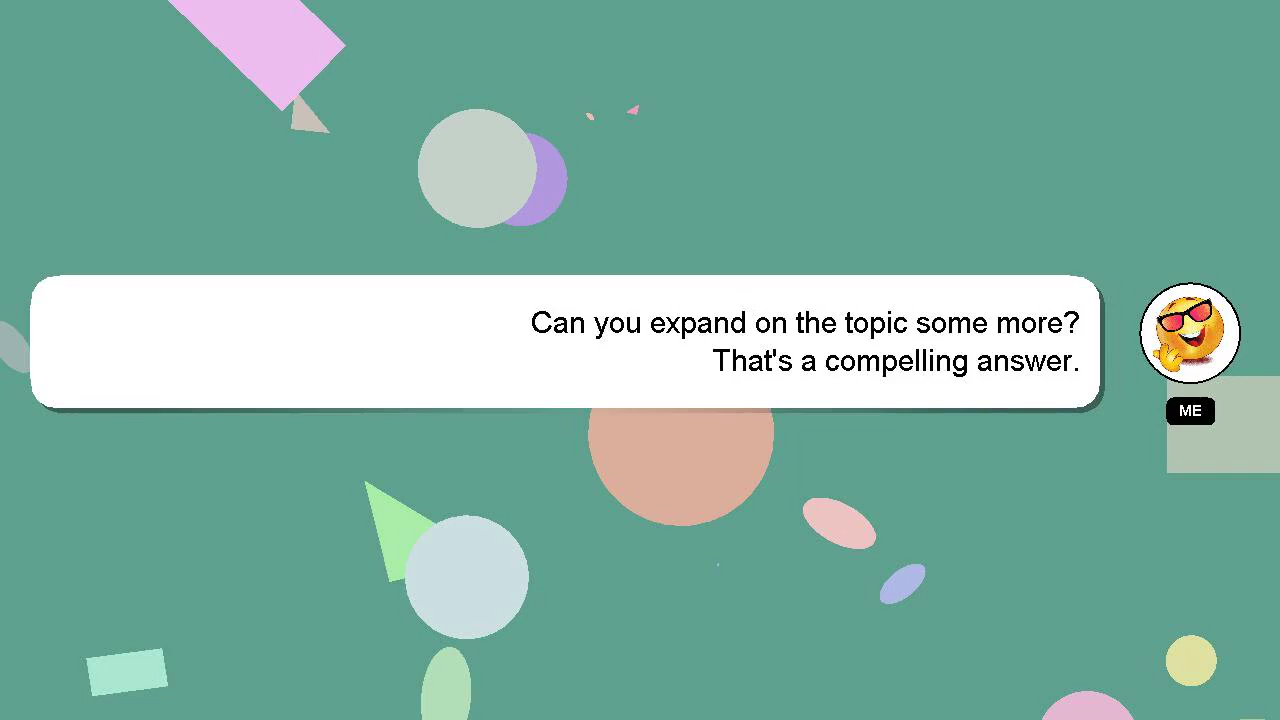 Can you expand on the topic some more?
That's a compelling answer.
ME